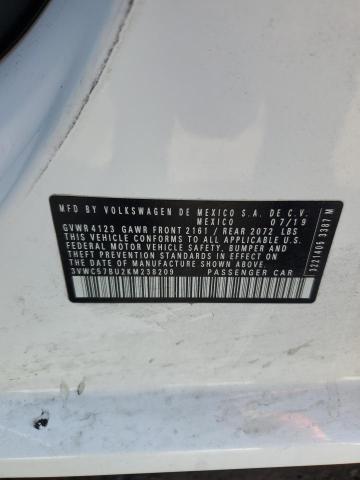 MFD. BY VOLKSWAGEN DE MEXICO S.A. DE C.V.
MEXICO 07/19
GVWR 4123 GAWR FRONT 2161 / REAR 2072 LBS
THIS VEHICLE CONFORMS TO ALL APPLICABLE U.S.
FEDERAL MOTOR VEHICLE SAFETY, BUMPER AND
THEFT PREVENTION STANDARDS IN EFFECT ON THE
DATE OF MANUFACTURE SHOWN ABOVE.
3VWC57BU2KM238209 PASSENGER CAR
3221406 3387 M